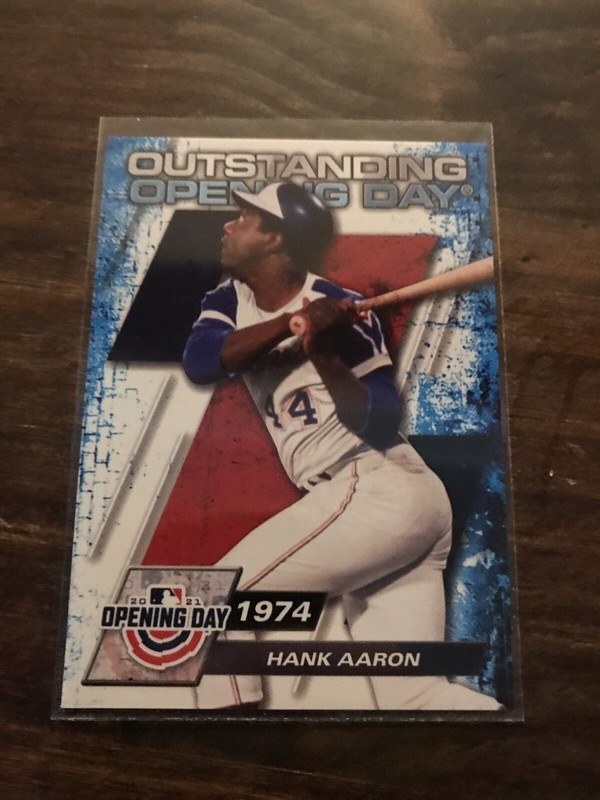 OUTSTANDING
OPENING DAY®
44
2021
OPENING DAY
1974
HANK AARON